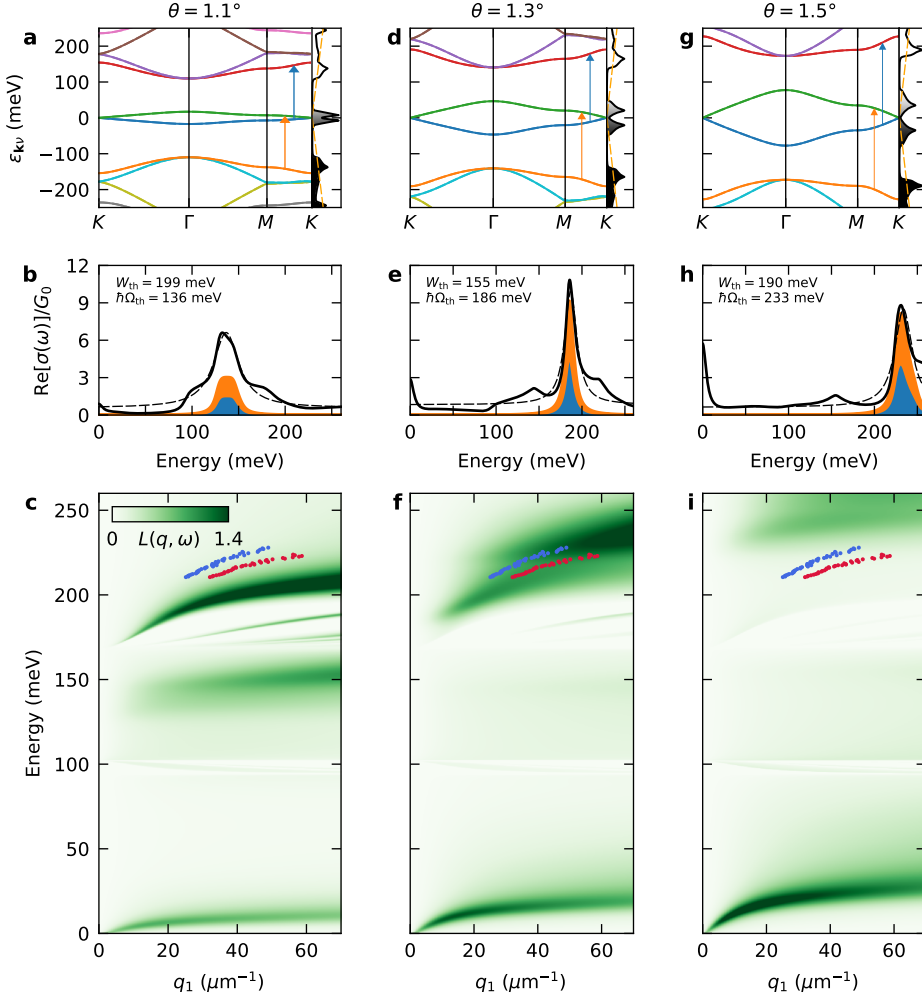 θ = 1.1°
θ = 1.3°
θ = 1.5°
a
d
g
200
100
0
−100
−200
ε_kν (meV)
K Γ M K
K Γ M K
K Γ M K
b
e
h
W_th = 199 meV
ħΩ_th = 136 meV
W_th = 155 meV
ħΩ_th = 186 meV
W_th = 190 meV
ħΩ_th = 233 meV
12
9
6
3
0
Re[σ(ω)]/G₀
0 100 200
0 100 200
0 100 200
Energy (meV)
Energy (meV)
Energy (meV)
c
f
i
0 L(q, ω) 1.4
250
200
150
100
50
0
Energy (meV)
0 20 40 60
0 20 40 60
0 20 40 60
q₁ (μm⁻¹)
q₁ (μm⁻¹)
q₁ (μm⁻¹)